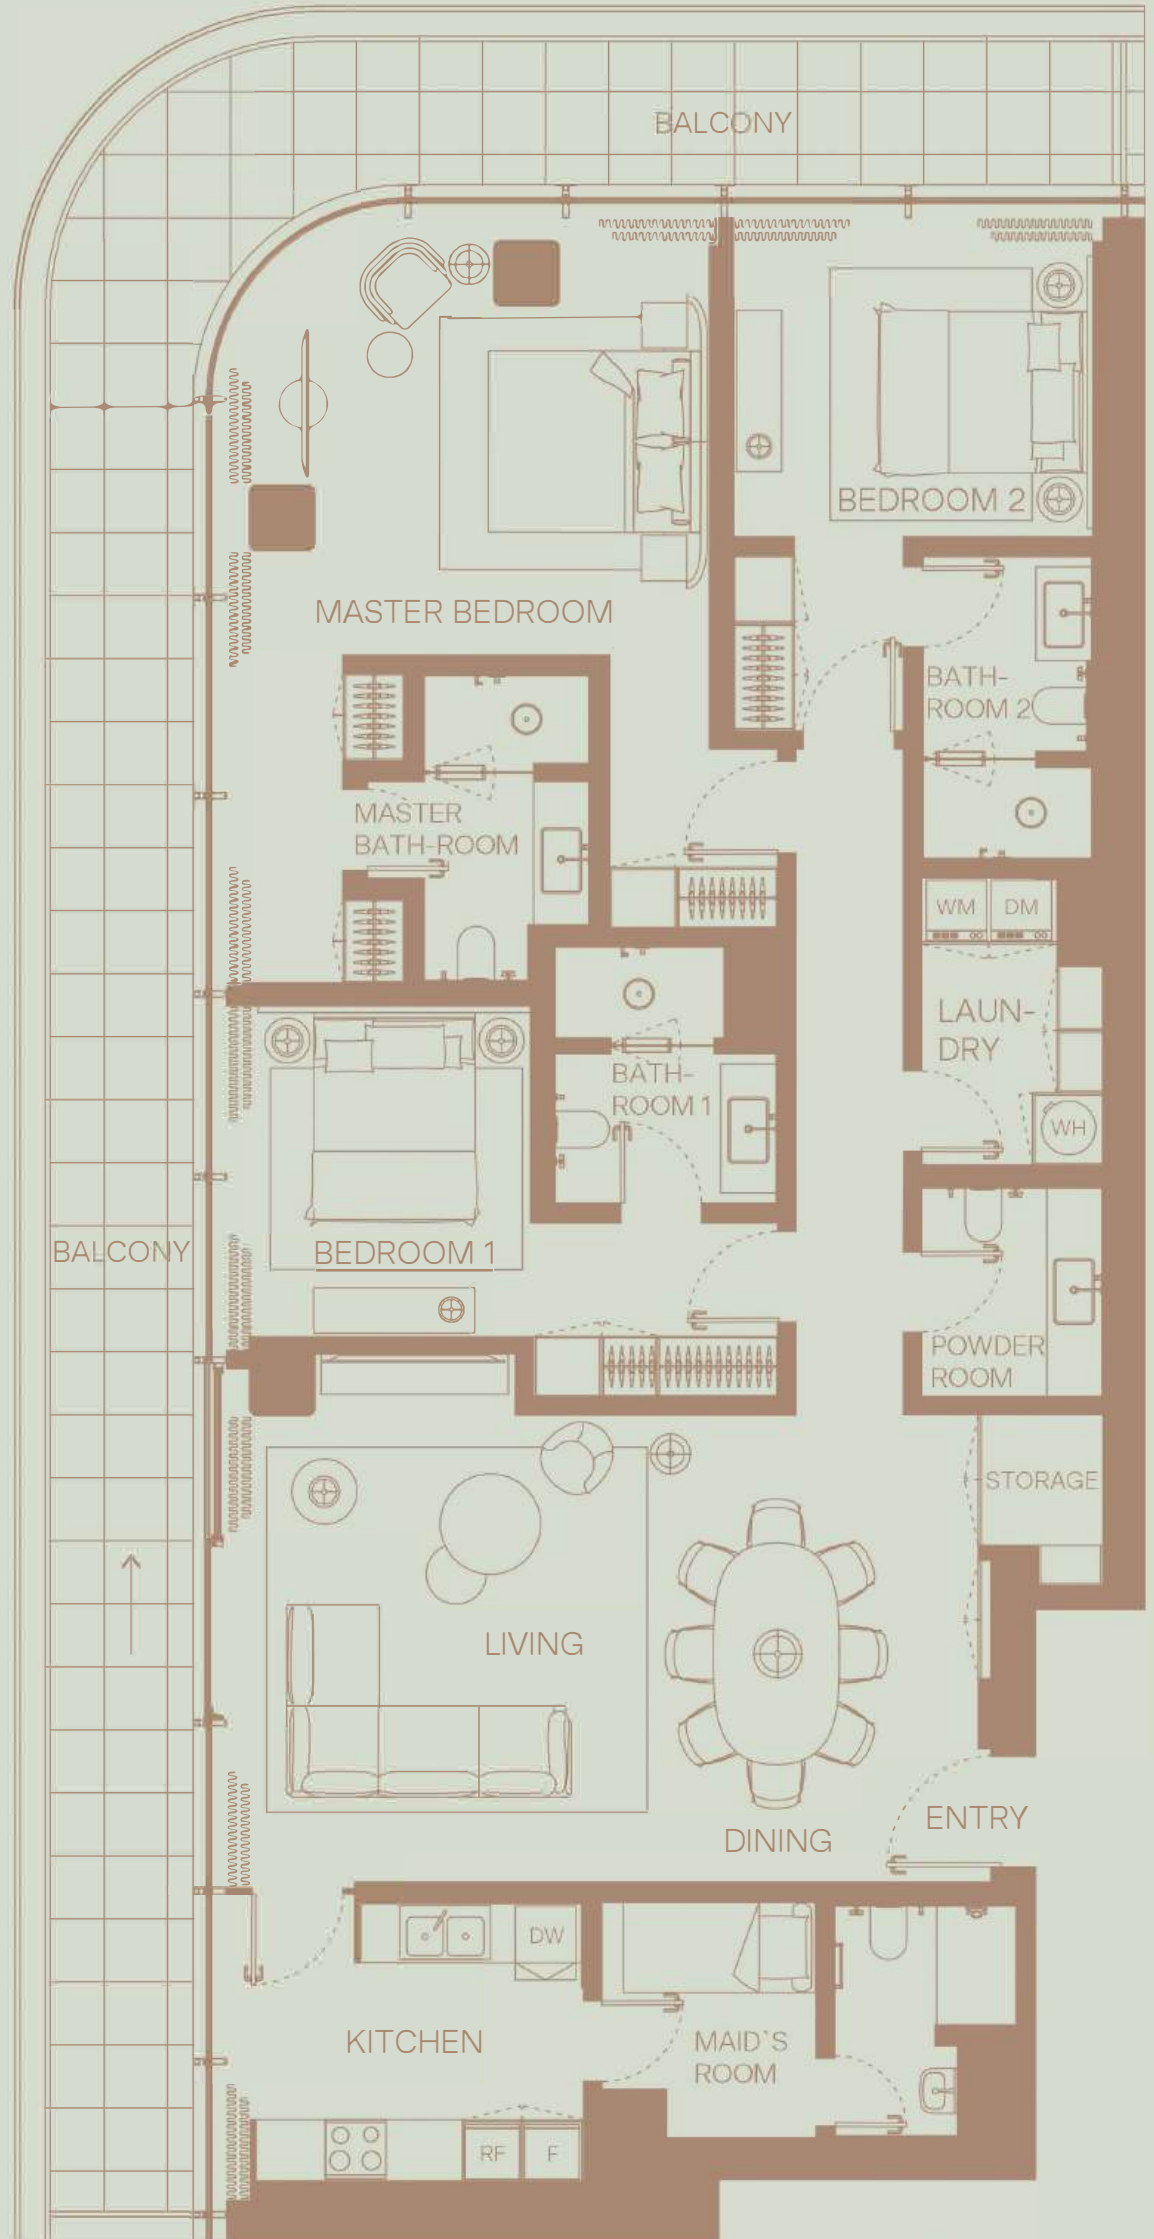 BALCONY
BEDROOM 2
MASTER BEDROOM
BATH-
ROOM 2
MASTER
BATH-ROOM
WM
DM
LAUN-
DRY
BATH-
ROOM 1
WH
BALCONY
BEDROOM 1
POWDER
ROOM
STORAGE
LIVING
ENTRY
DINING
DW
KITCHEN
MAID`S
ROOM
RF
F